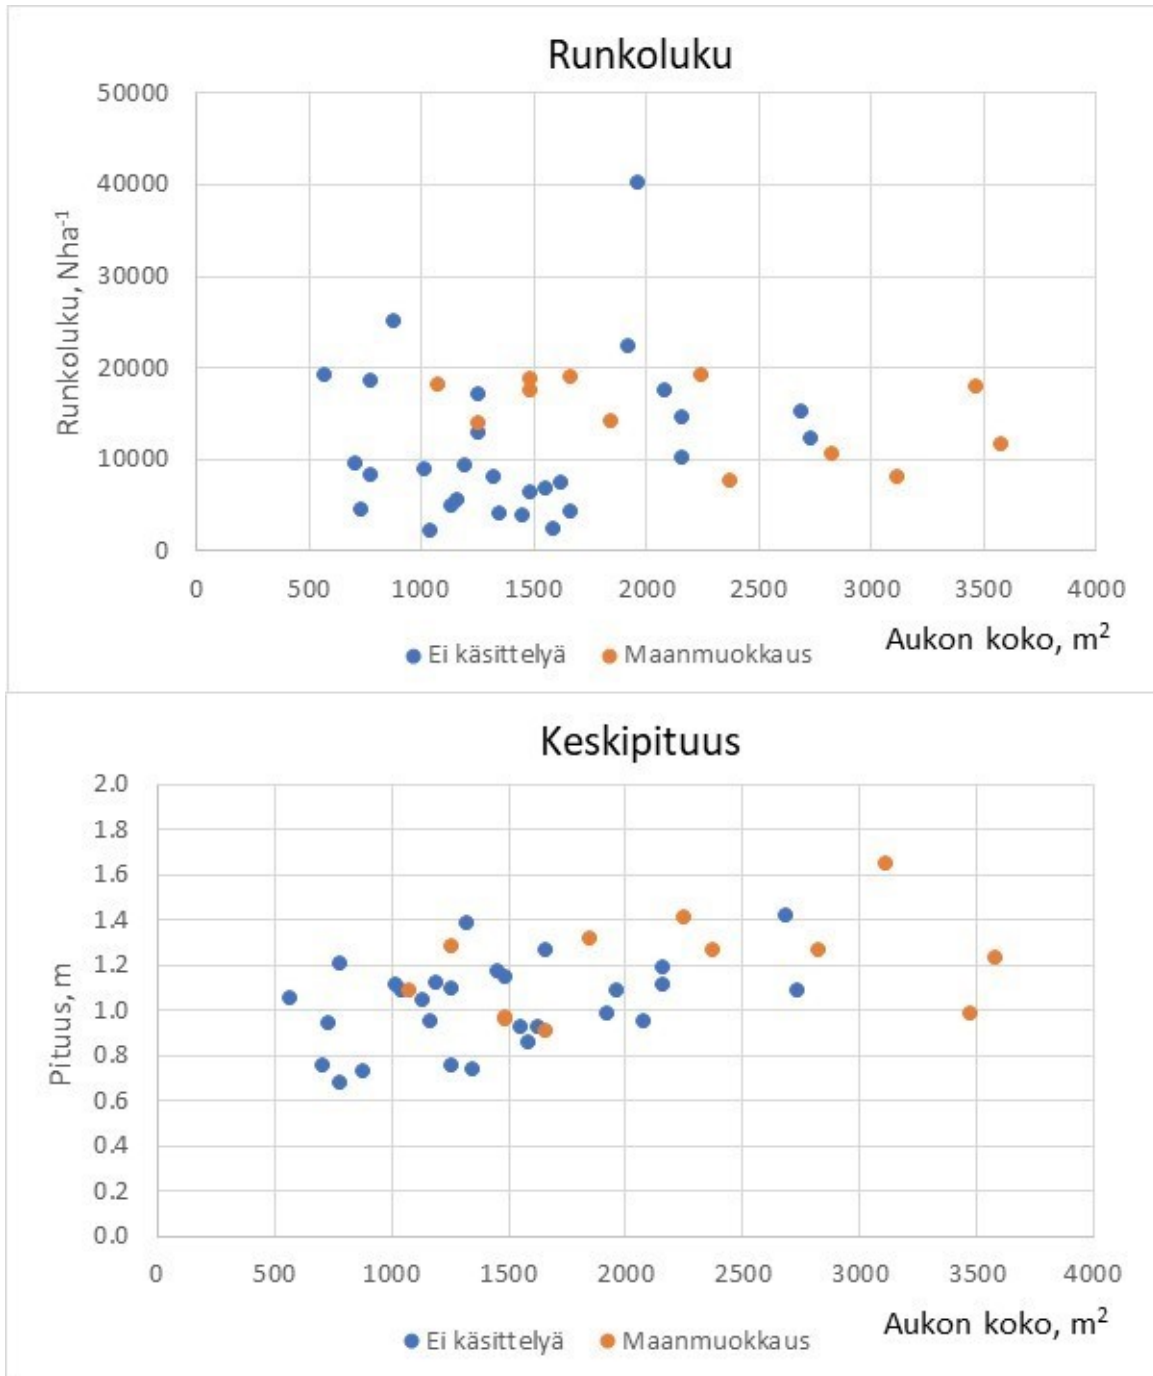 Runkoluku
50000
40000
30000
20000
10000
0
Runkoluku, Nha⁻¹
0 500 1000 1500 2000 2500 3000 3500 4000
Aukon koko, m²
Ei käsittelyä Maanmuokkaus
Keskipituus
2.0
1.8
1.6
1.4
1.2
1.0
0.8
0.6
0.4
0.2
0.0
Pituus, m
0 500 1000 1500 2000 2500 3000 3500 4000
Aukon koko, m²
Ei käsittelyä Maanmuokkaus